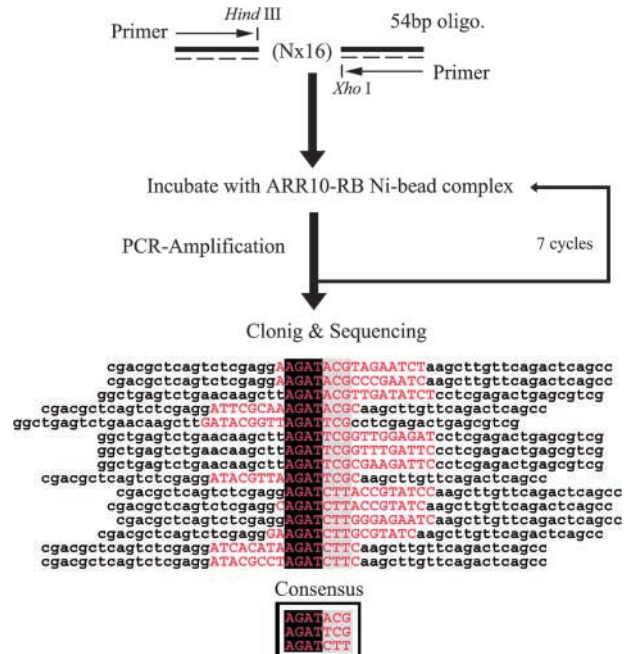 Hind III
Primer
54bp oligo.
(Nx16)
Primer
Xho I
Incubate with ARR10-RB Ni-bead complex
PCR-Amplification
7 cycles
Clonig & Sequencing
cgacgctcagtctcgaggAAGATACGTAGAATCTaagcttgttcagactcagcc
cgacgctcagtctcgaggAAGATACGCCCGAATCaagcttgttcagactcagcc
ggctgagtctgaacaagcttAGATACGTTGATATCTcctcgagactgagcgtcg
cgacgctcagtctcgaggATTCGCAAAGATACGCaagcttgttcagactcagcc
ggctgagtctgaacaagcttGATACGGTTAGATTCGcctcgagactgagcgtcg
ggctgagtctgaacaagcttAGATTCGGTTGGAGATcctcgagactgagcgtcg
ggctgagtctgaacaagcttAGATTCGGTTTGATTCcctcgagactgagcgtcg
ggctgagtctgaacaagcttAGATTCGCGAAGATTCcctcgagactgagcgtcg
cgacgctcagtctcgaggATACGTTAAGATTCGCaagcttgttcagactcagcc
cgacgctcagtctcgaggAGATCTTACCGTATCCaagcttgttcagactcagcc
cgacgctcagtctcgaggCAGATCTTACCGTATCaagcttgttcagactcagcc
cgacgctcagtctcgaggAGATCTTGGGAGAATCaagcttgttcagactcagcc
cgacgctcagtctcgaggGAAGATCTTGCGTATCaagcttgttcagactcagcc
cgacgctcagtctcgaggATCACATAAGATCTTCaagcttgttcagactcagcc
cgacgctcagtctcgaggATACGCCTAGATCTTCaagcttgttcagactcagcc
Consensus
AGATACG
AGATTCG
AGATCTT